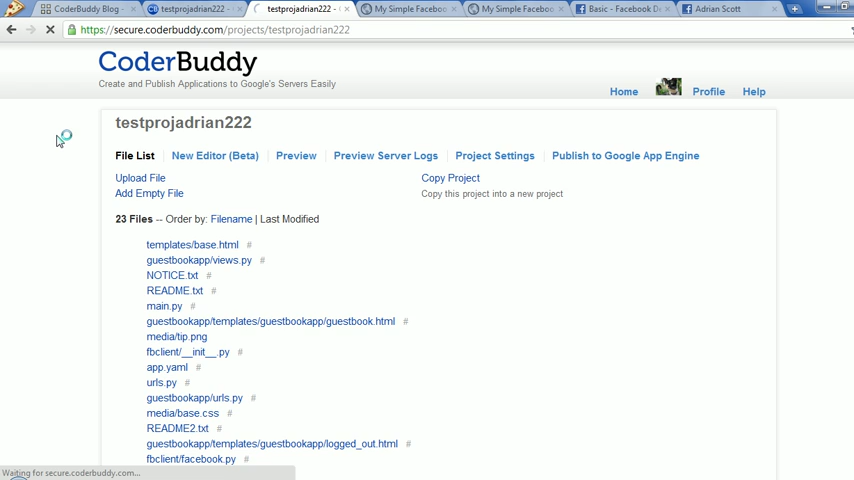 CoderBuddy Blog -
testprojadrian222 -
testprojadrian222 -
My Simple Faceboo
My Simple Faceboo
Basic - Facebook D
Adrian Scott
https://secure.coderbuddy.com/projects/testprojadrian222
CoderBuddy
Create and Publish Applications to Google's Servers Easily
Home Profile Help
testprojadrian222
File List New Editor (Beta) Preview Preview Server Logs Project Settings Publish to Google App Engine
Upload File Copy Project
Add Empty File Copy this project into a new project
23 Files -- Order by: Filename | Last Modified
templates/base.html #
guestbookapp/views.py #
NOTICE.txt #
README.txt #
main.py #
guestbookapp/templates/guestbookapp/guestbook.html #
media/tip.png
fbclient/__init__.py #
app.yaml #
urls.py #
guestbookapp/urls.py #
media/base.css #
README2.txt #
guestbookapp/templates/guestbookapp/logged_out.html #
fbclient/facebook.py #
Waiting for secure.coderbuddy.com...